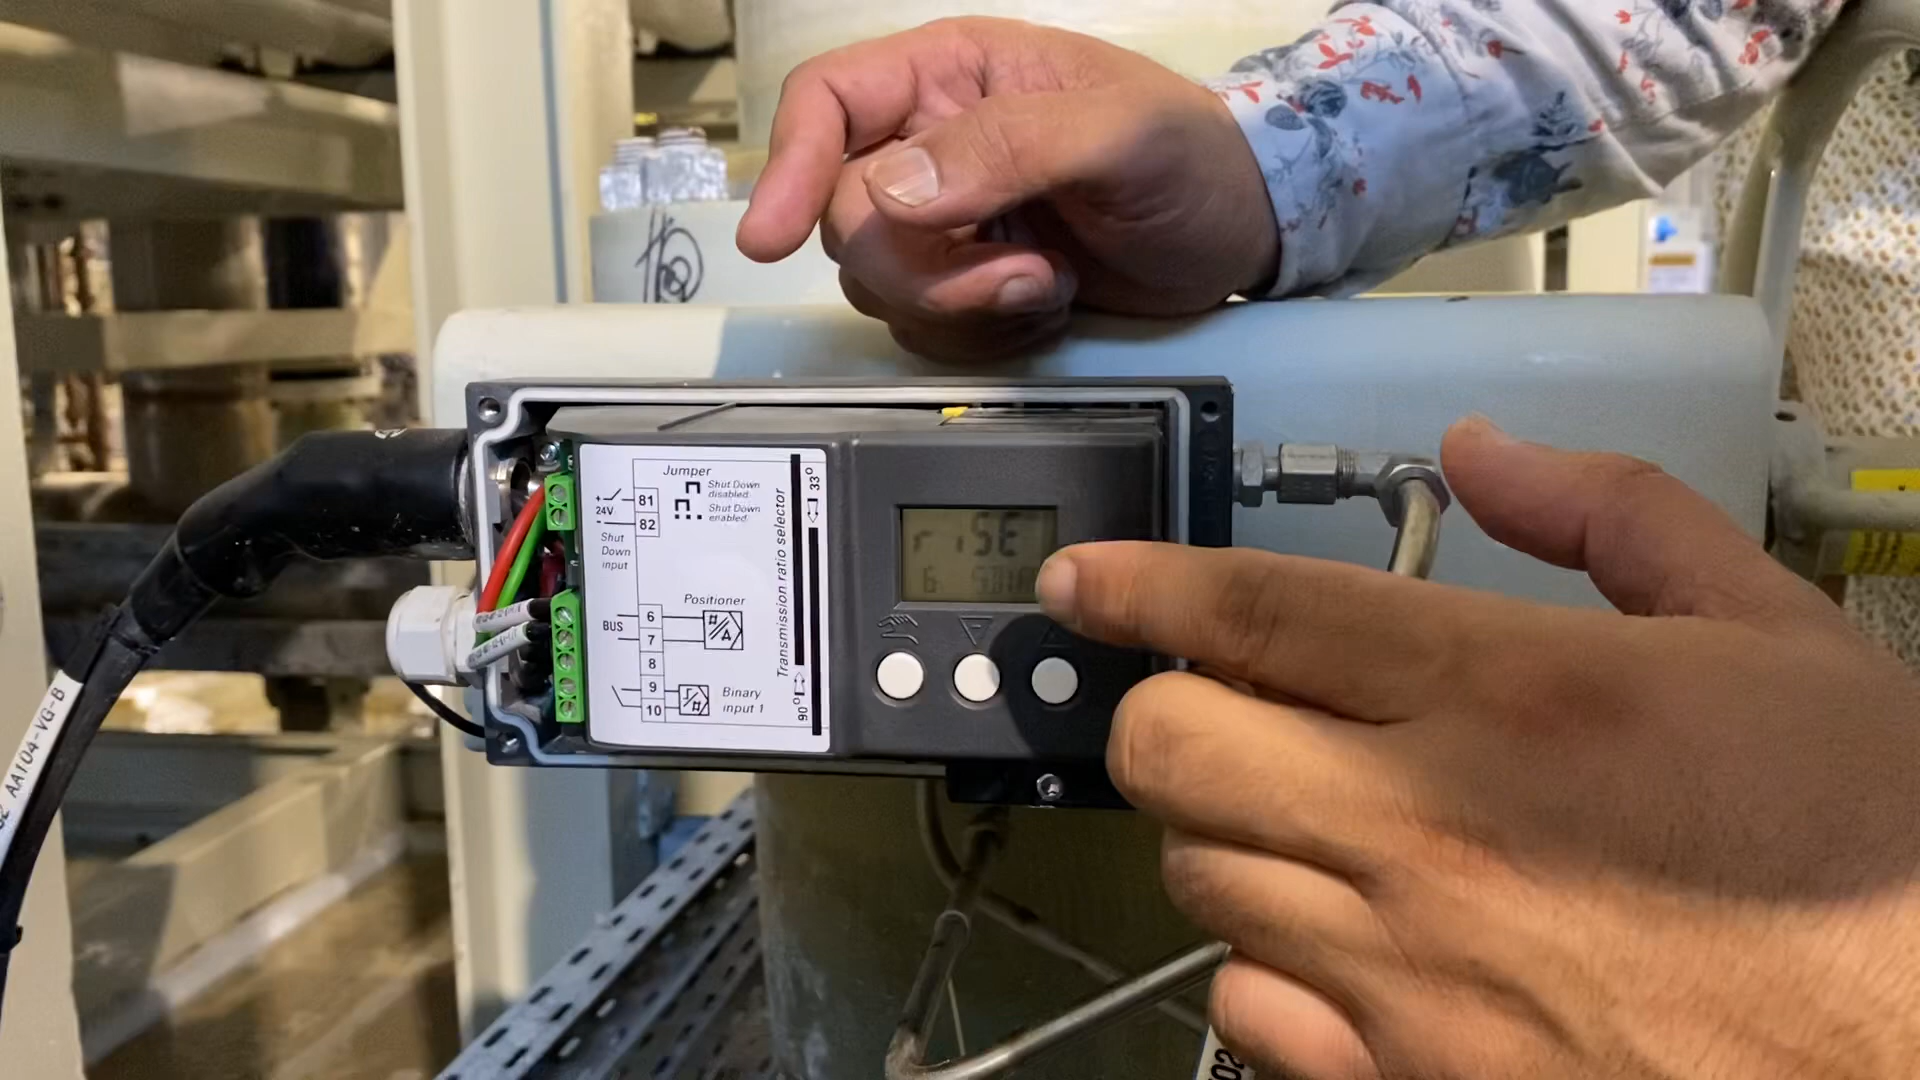 Jumper
Shut Down
disabled
Shut Down
enabled
+
24V
-
81
82
Shut
Down
input
Positioner
BUS
6
7
8
9
10
Binary
input 1
Transmission ratio selector
33°
90°
riSE
AA104-VG-B